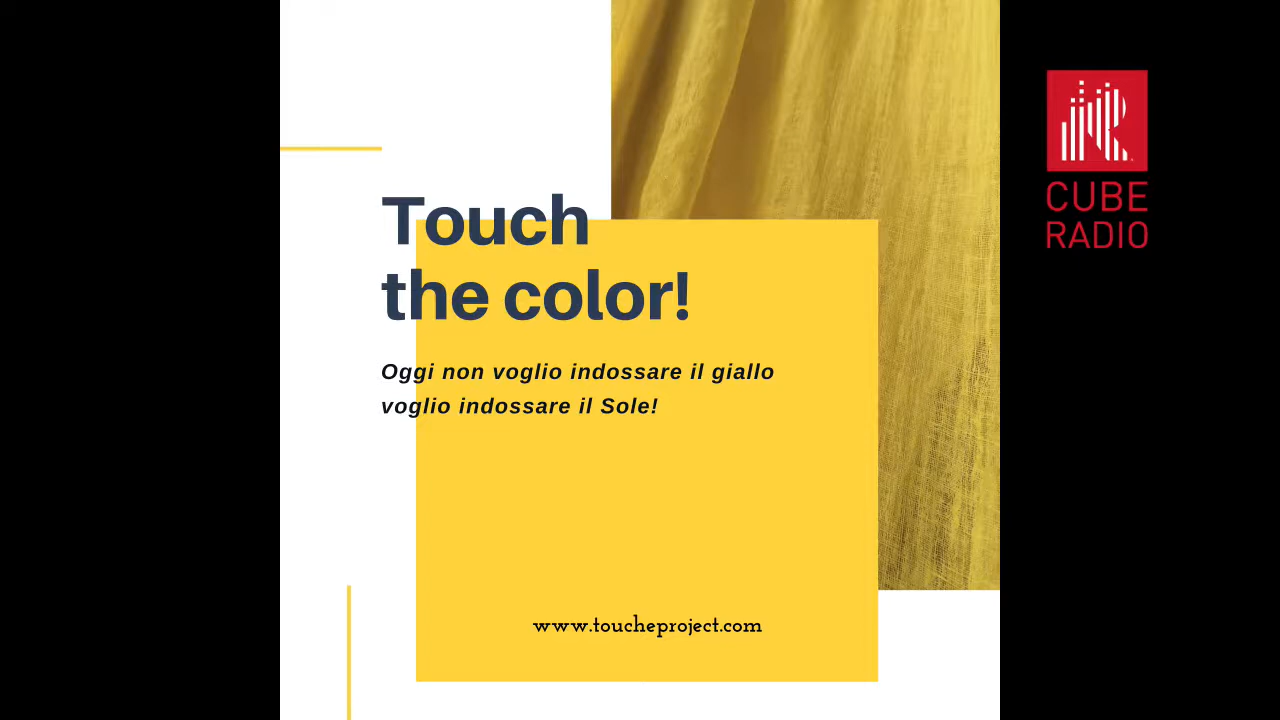 Touch
the color!
Oggi non voglio indossare il giallo
voglio indossare il Sole!
www.toucheproject.com
CUBE
RADIO